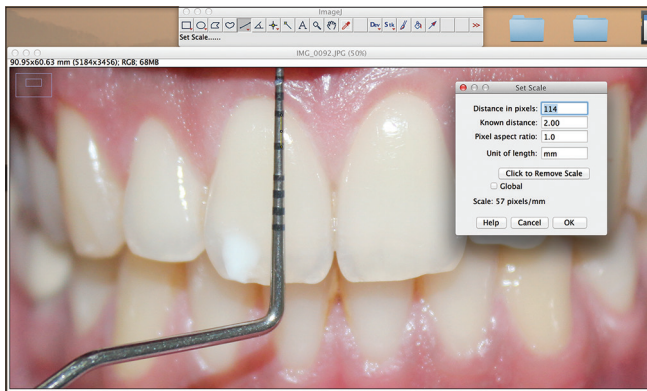 ImageJ
A
Dev
Stk
>>
Set Scale......
IMG_0092.JPG (50%)
90.95x60.63 mm (5184x3456); RGB; 68MB
Set Scale
Distance in pixels: 114
Known distance: 2.00
Pixel aspect ratio: 1.0
Unit of length: mm
Click to Remove Scale
Global
Scale: 57 pixels/mm
Help Cancel OK